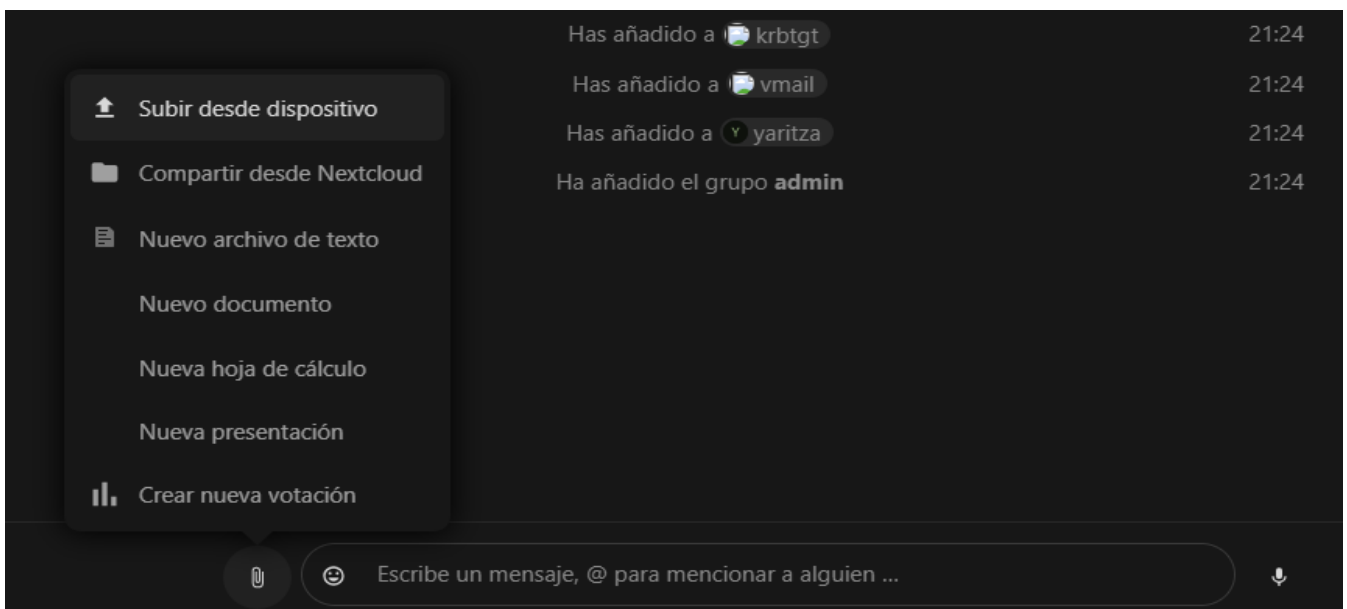 Has añadido a krbtgt 21:24
Has añadido a vmail 21:24
Has añadido a Y yaritza 21:24
Ha añadido el grupo admin 21:24
Subir desde dispositivo
Compartir desde Nextcloud
Nuevo archivo de texto
Nuevo documento
Nueva hoja de cálculo
Nueva presentación
Crear nueva votación
Escribe un mensaje, @ para mencionar a alguien ...